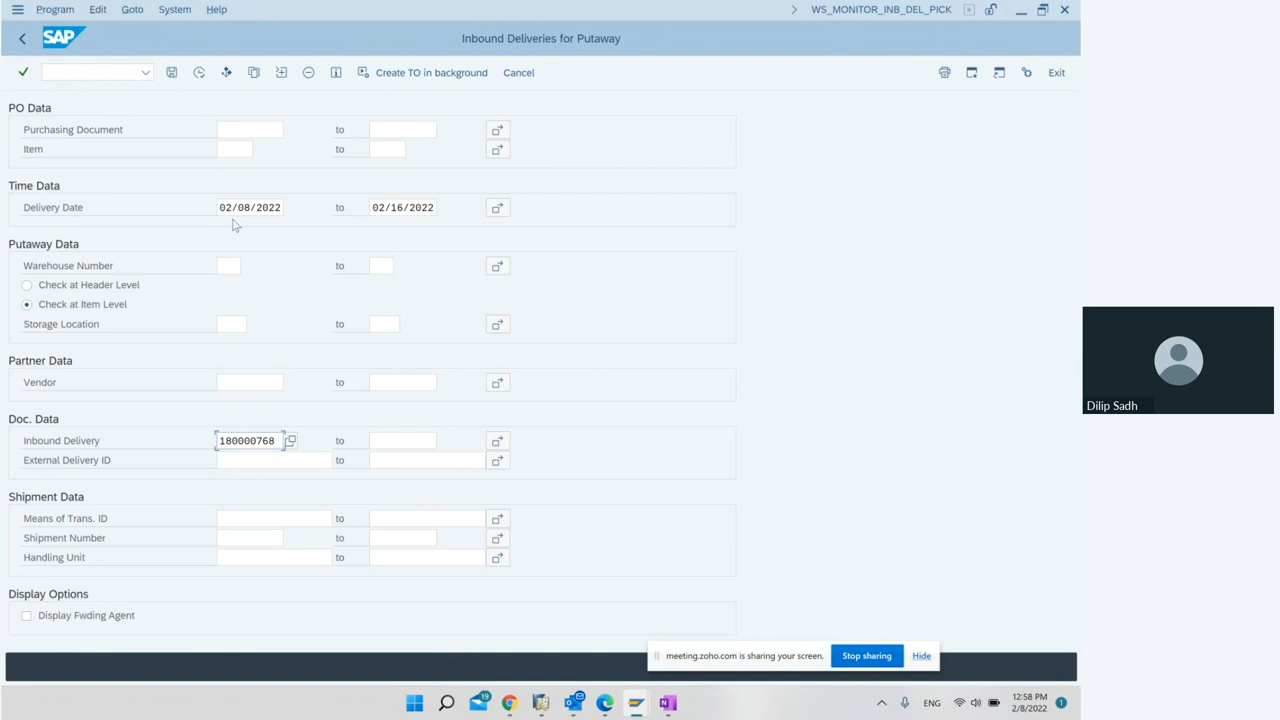 Program Edit Goto System Help WS_MONITOR_INB_DEL_PICK
SAP Inbound Deliveries for Putaway
Create TO in background Cancel Exit
PO Data
Purchasing Document to
Item to
Time Data
Delivery Date 02/08/2022 to 02/16/2022
Putaway Data
Warehouse Number to
Check at Header Level
Check at Item Level
Storage Location to
Partner Data
Vendor to
Doc. Data
Inbound Delivery 180000768 to
External Delivery ID to
Shipment Data
Means of Trans. ID to
Shipment Number to
Handling Unit to
Display Options
Display Fwding Agent
meeting.zoho.com is sharing your screen. Stop sharing Hide
Dilip Sadh
19 ENG 12:58 PM 1
2/8/2022